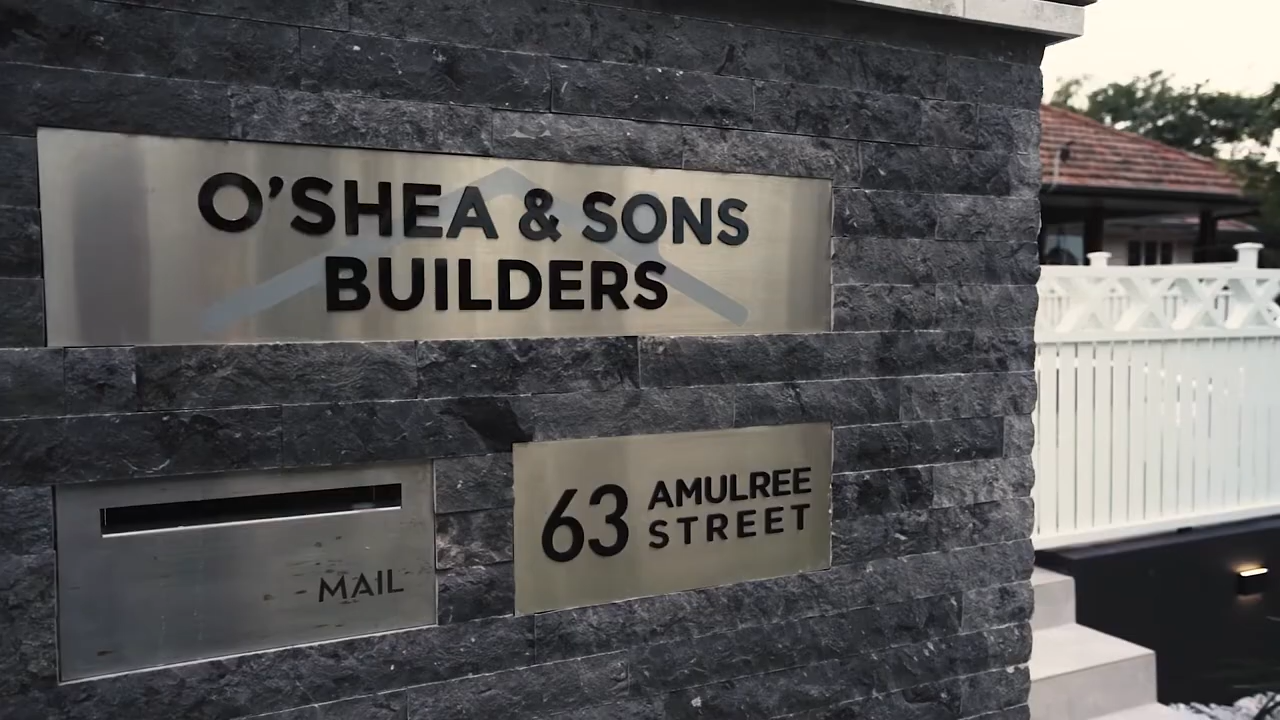 O'SHEA & SONS
BUILDERS
63 AMULREE
STREET
MAIL